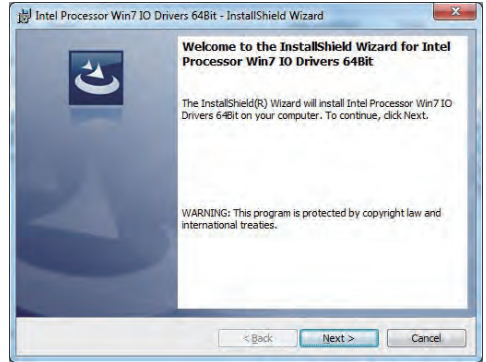 Intel Processor Win7 IO Drivers 64Bit - InstallShield Wizard
Welcome to the InstallShield Wizard for Intel
Processor Win7 IO Drivers 64Bit
The InstallShield(R) Wizard will install Intel Processor Win7 IO
Drivers 64Bit on your computer. To continue, click Next.
WARNING: This program is protected by copyright law and
international treaties.
< Back Next > Cancel